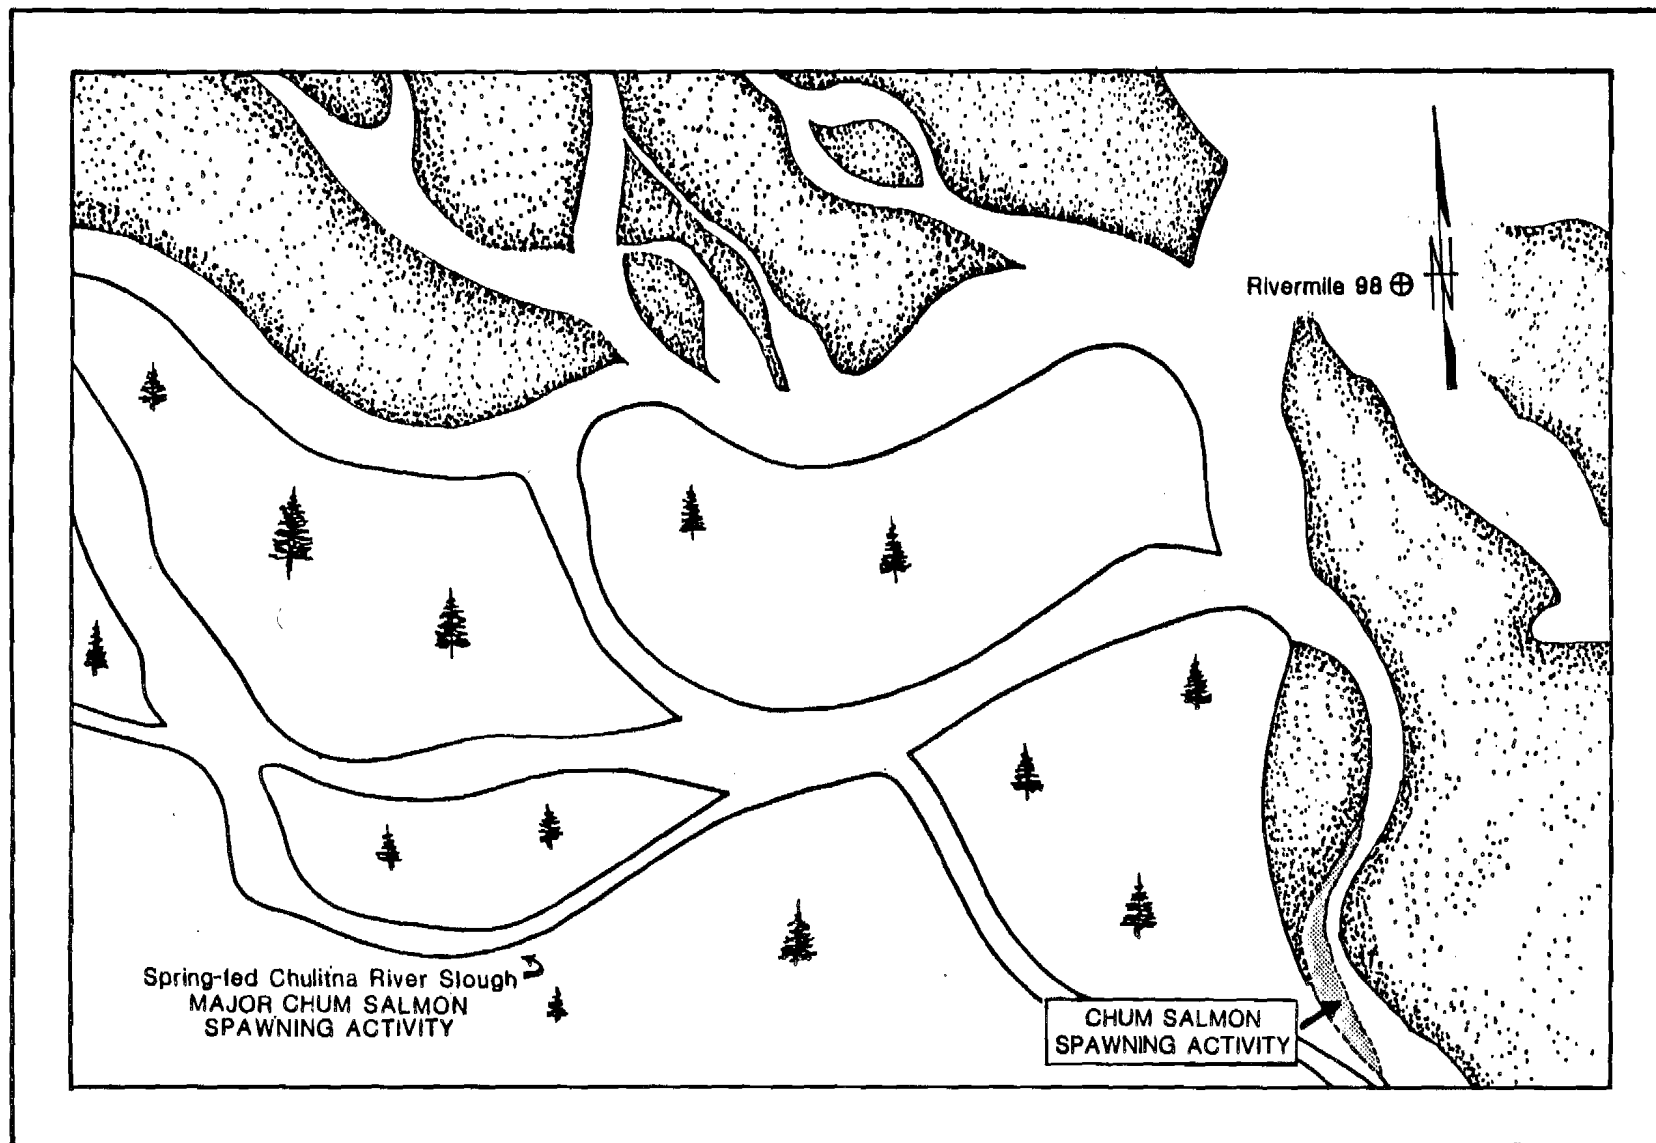 Rivermile 98
N
Spring-fed Chulitna River Slough
MAJOR CHUM SALMON
SPAWNING ACTIVITY
CHUM SALMON
SPAWNING ACTIVITY